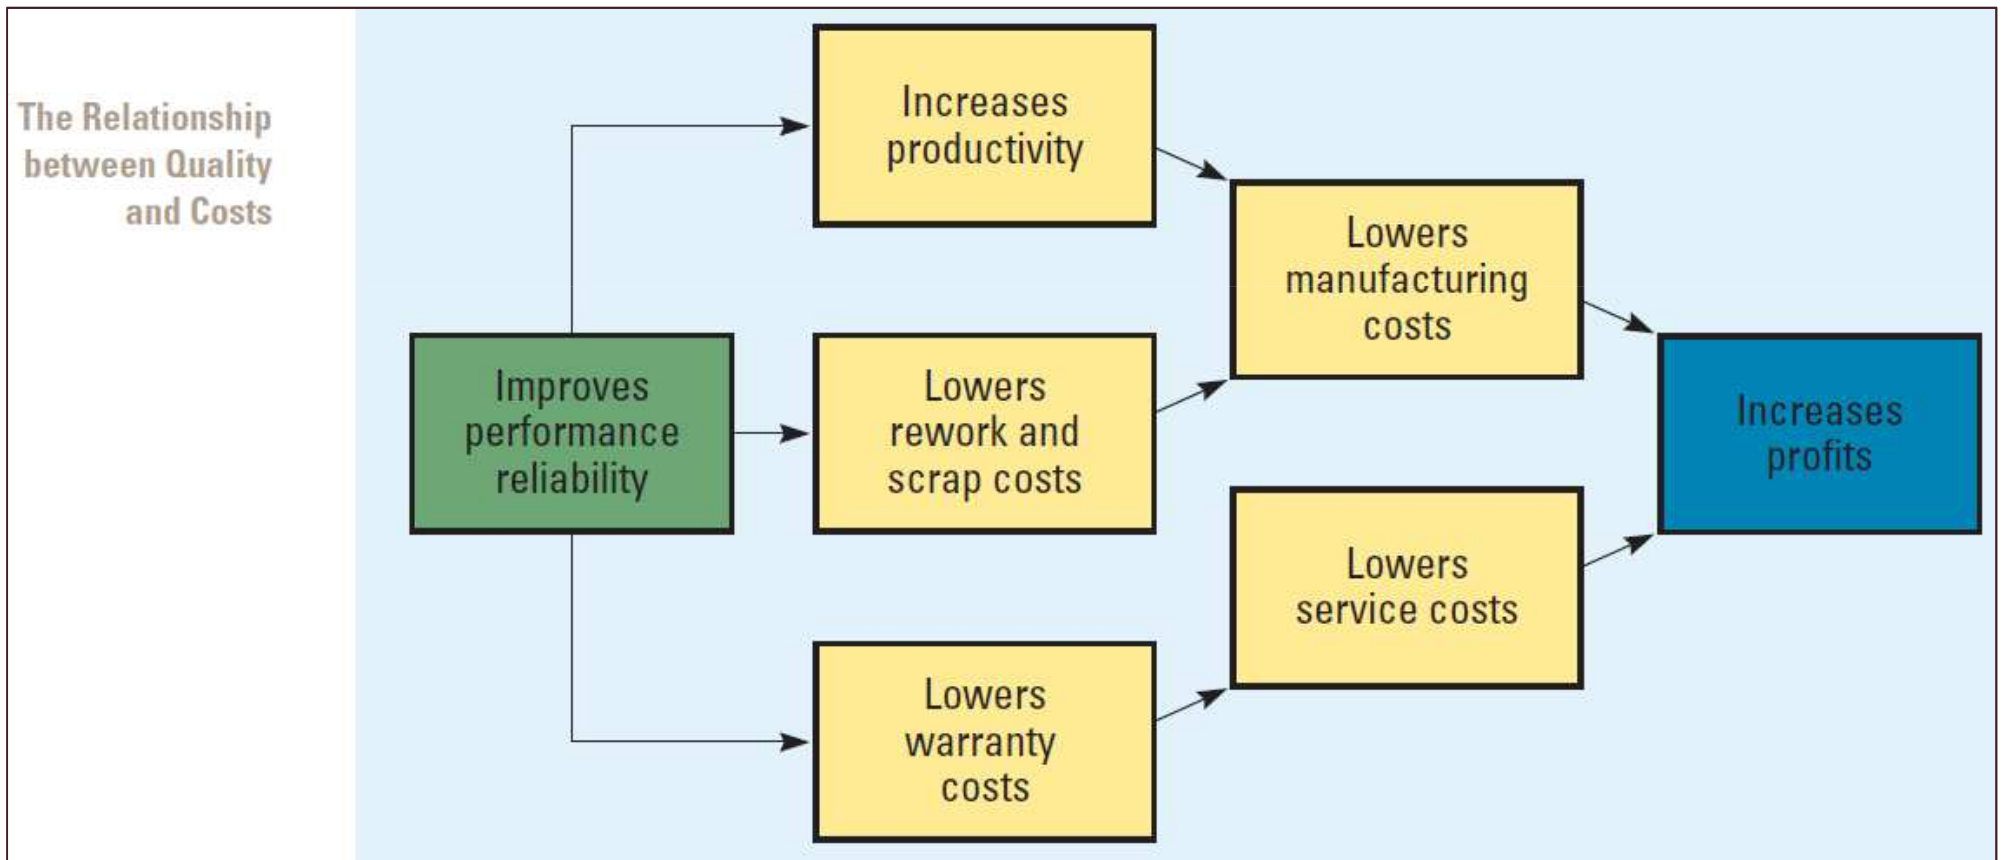 The Relationship
between Quality
and Costs
Increases
productivity
Lowers
manufacturing
costs
Improves
performance
reliability
Lowers
rework and
scrap costs
Increases
profits
Lowers
service costs
Lowers
warranty
costs